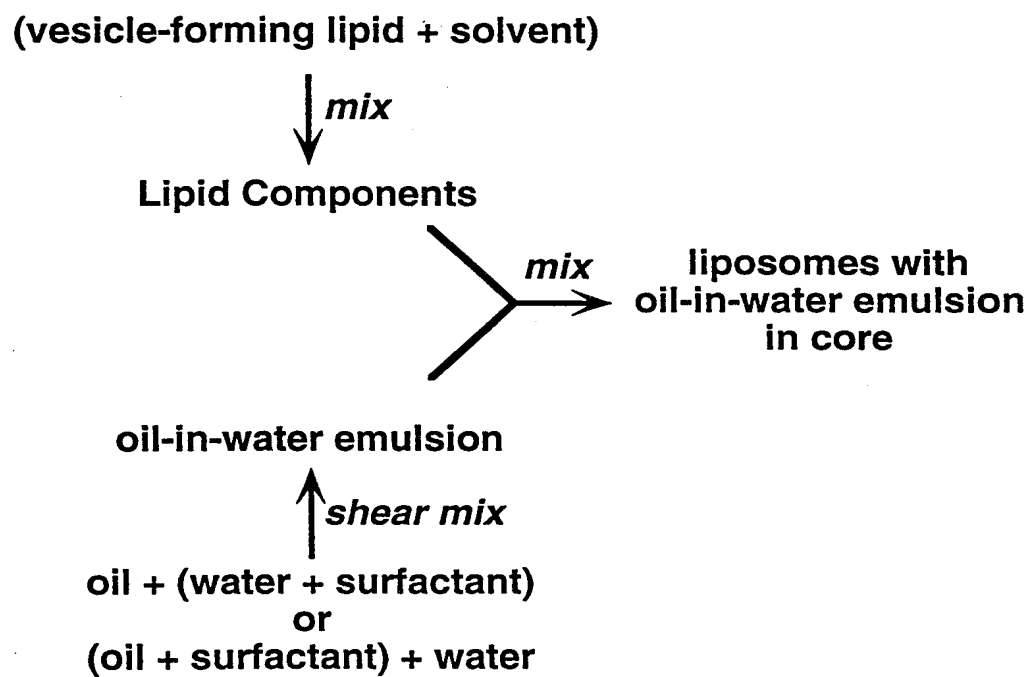 (vesicle-forming lipid + solvent)
mix
Lipid Components
mix
liposomes with
oil-in-water emulsion
in core
oil-in-water emulsion
shear mix
oil + (water + surfactant)
or
(oil + surfactant) + water